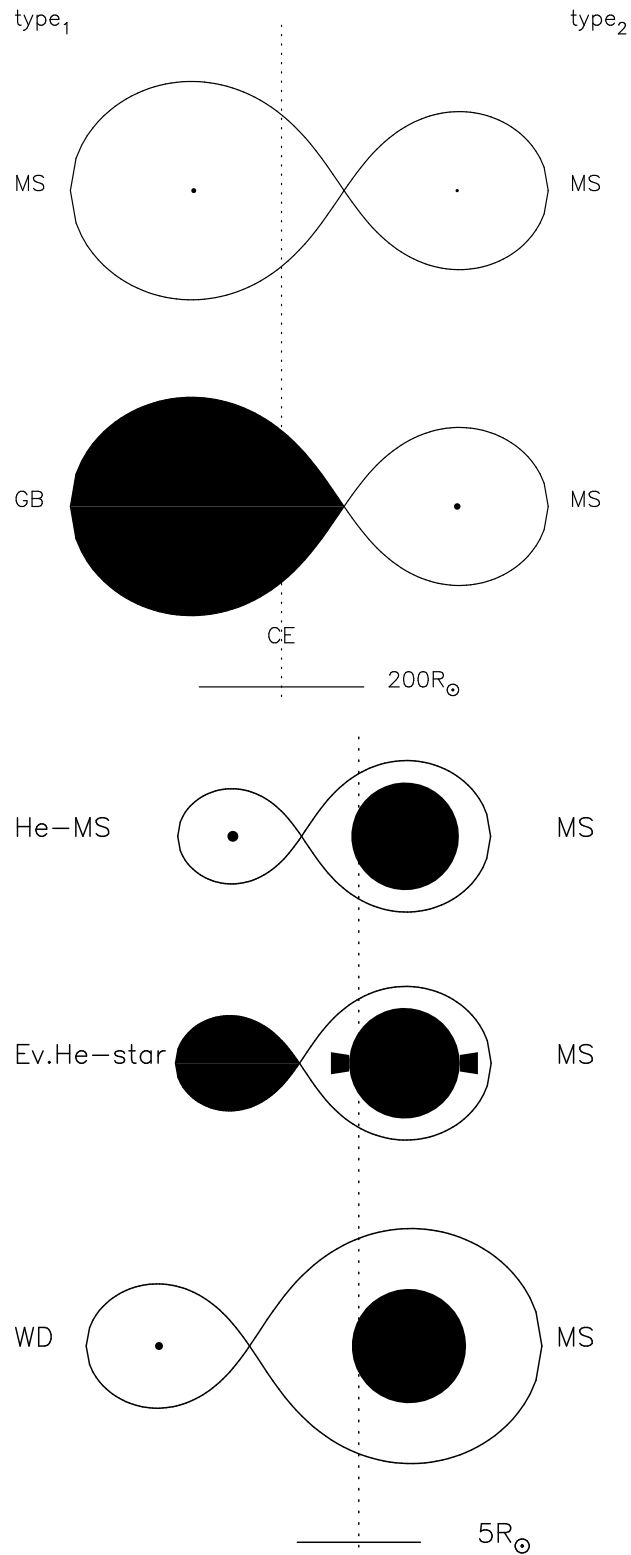 type₁ type₂
MS MS
GB MS
CE
200R☉
He-MS MS
Ev.He-star MS
WD MS
5R☉